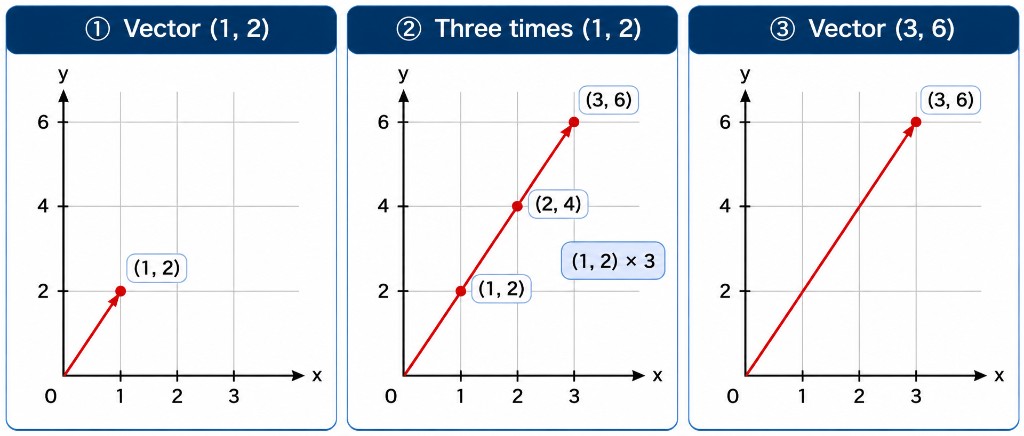 ① Vector (1, 2)
y
6
4
2
(1, 2)
0 1 2 3 x
② Three times (1, 2)
y
(3, 6)
6
4
(2, 4)
(1, 2) × 3
2
(1, 2)
0 1 2 3 x
③ Vector (3, 6)
y
(3, 6)
6
4
2
0 1 2 3 x